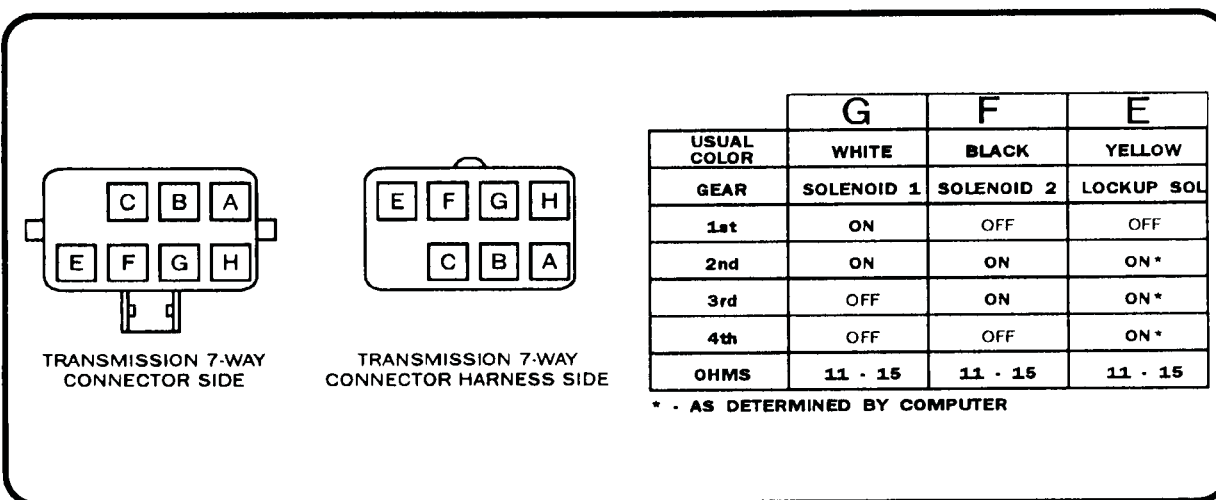 C B A
E F G H
TRANSMISSION 7-WAY
CONNECTOR SIDE
E F G H
C B A
TRANSMISSION 7-WAY
CONNECTOR HARNESS SIDE
G F E
USUAL COLOR WHITE BLACK YELLOW
GEAR SOLENOID 1 SOLENOID 2 LOCKUP SOL
1st ON OFF OFF
2nd ON ON ON*
3rd OFF ON ON*
4th OFF OFF ON*
OHMS 11 - 15 11 - 15 11 - 15
* - AS DETERMINED BY COMPUTER